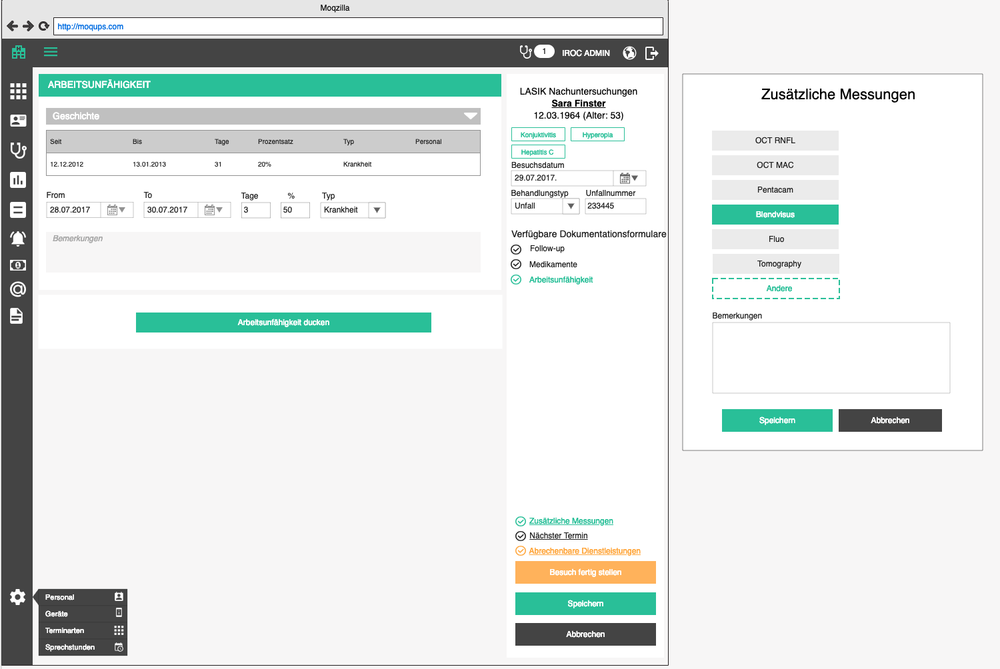 Moqzilla
http://moqups.com
1 IROC ADMIN
ARBEITSUNFÄHIGKEIT
Geschichte
Seit Bis Tage Prozentsatz Typ Personal
12.12.2012 13.01.2013 31 20% Krankheit
From To Tage % Typ
28.07.2017 30.07.2017 3 50 Krankheit
Bemerkungen
Arbeitsunfähigkeit ducken
LASIK Nachuntersuchungen
Sara Finster
12.03.1964 (Alter: 53)
Konjuktivitis Hyperopia
Hepatitis C
Besuchsdatum
29.07.2017.
Behandlungstyp Unfallnummer
Unfall 233445
Verfügbare Dokumentationsformulare
Follow-up
Medikamente
Arbeitsunfähigkeit
Zusätzliche Messungen
Nächster Termin
Abrechenbare Dienstleistungen
Besuch fertig stellen
Speichern
Abbrechen
Personal
Geräte
Terminarten
Sprechstunden
Zusätzliche Messungen
OCT RNFL
OCT MAC
Pentacam
Blendvisus
Fluo
Tomography
Andere
Bemerkungen
Speichern Abbrechen